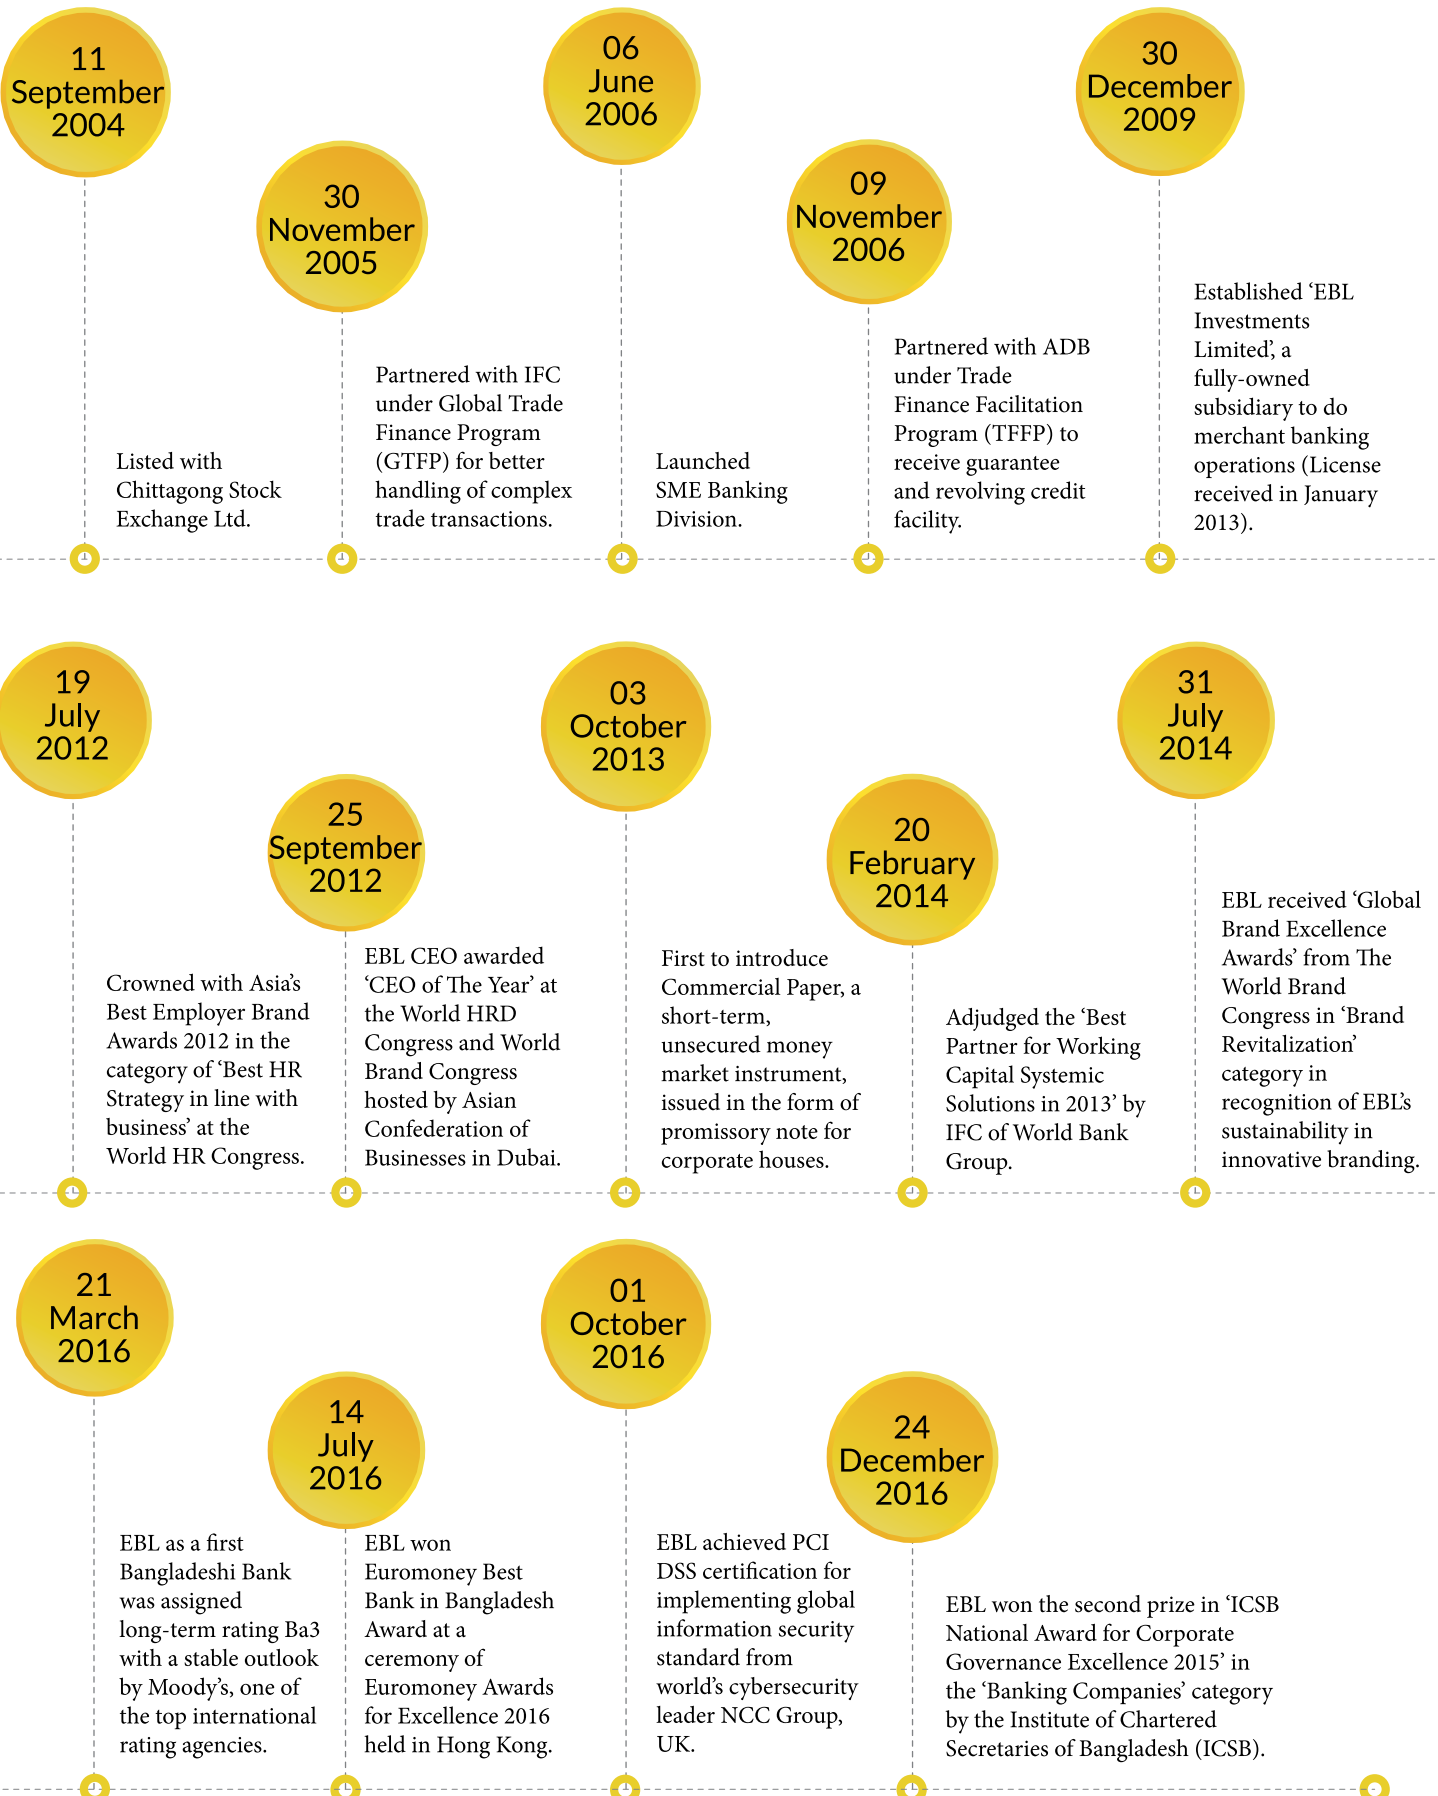 11
September
2004
Listed with
Chittagong Stock
Exchange Ltd.
30
November
2005
Partnered with IFC
under Global Trade
Finance Program
(GTFP) for better
handling of complex
trade transactions.
06
June
2006
Launched
SME Banking
Division.
09
November
2006
Partnered with ADB
under Trade
Finance Facilitation
Program (TFFP) to
receive guarantee
and revolving credit
facility.
30
December
2009
Established ‘EBL
Investments
Limited’, a
fully-owned
subsidiary to do
merchant banking
operations (License
received in January
2013).
19
July
2012
Crowned with Asia’s
Best Employer Brand
Awards 2012 in the
category of ‘Best HR
Strategy in line with
business’ at the
World HR Congress.
25
September
2012
EBL CEO awarded
‘CEO of The Year’ at
the World HRD
Congress and World
Brand Congress
hosted by Asian
Confederation of
Businesses in Dubai.
03
October
2013
First to introduce
Commercial Paper, a
short-term,
unsecured money
market instrument,
issued in the form of
promissory note for
corporate houses.
20
February
2014
Adjudged the ‘Best
Partner for Working
Capital Systemic
Solutions in 2013’ by
IFC of World Bank
Group.
31
July
2014
EBL received ‘Global
Brand Excellence
Awards’ from The
World Brand
Congress in ‘Brand
Revitalization’
category in
recognition of EBL’s
sustainability in
innovative branding.
21
March
2016
EBL as a first
Bangladeshi Bank
was assigned
long-term rating Ba3
with a stable outlook
by Moody’s, one of
the top international
rating agencies.
14
July
2016
EBL won
Euromoney Best
Bank in Bangladesh
Award at a
ceremony of
Euromoney Awards
for Excellence 2016
held in Hong Kong.
01
October
2016
EBL achieved PCI
DSS certification for
implementing global
information security
standard from
world’s cybersecurity
leader NCC Group,
UK.
24
December
2016
EBL won the second prize in ‘ICSB
National Award for Corporate
Governance Excellence 2015’ in
the ‘Banking Companies’ category
by the Institute of Chartered
Secretaries of Bangladesh (ICSB).